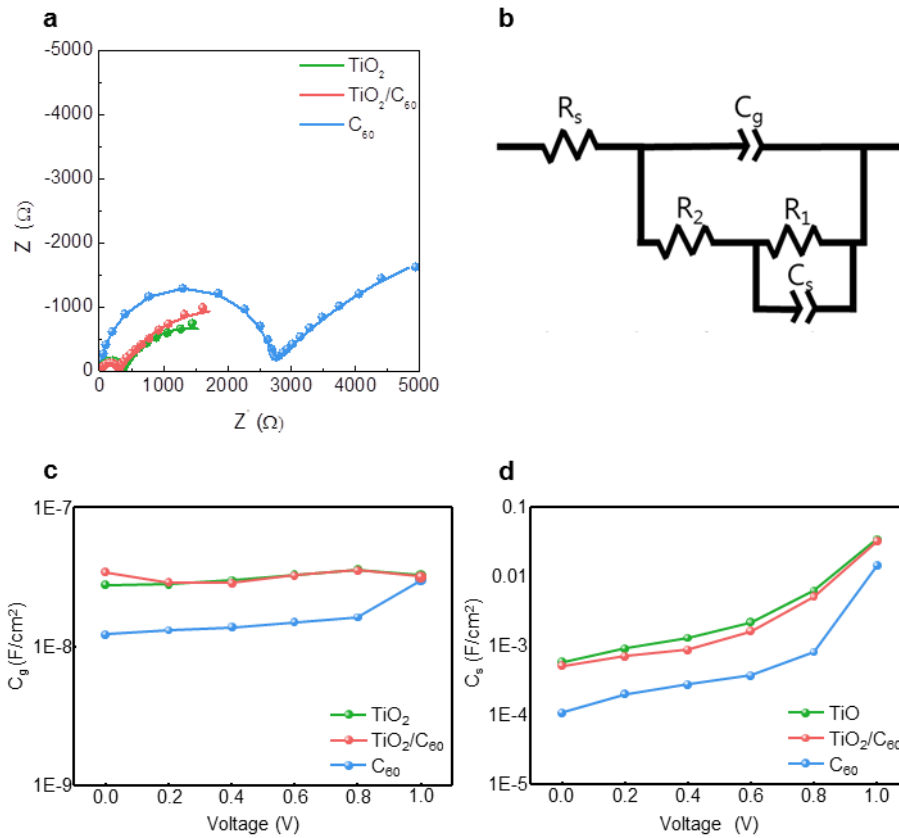 a
-5000
-4000
-3000
-2000
-1000
0
Z'' (Ω)
TiO₂
TiO₂/C₆₀
C₆₀
0 1000 2000 3000 4000 5000
Z' (Ω)
b
Rₛ
C_g
R₂
R₁
Cₛ
c
1E-7
1E-8
1E-9
C_g (F/cm²)
TiO₂
TiO₂/C₆₀
C₆₀
0.0 0.2 0.4 0.6 0.8 1.0
Voltage (V)
d
0.1
0.01
1E-3
1E-4
1E-5
Cₛ (F/cm²)
TiO
TiO₂/C₆₀
C₆₀
0.0 0.2 0.4 0.6 0.8 1.0
Voltage (V)